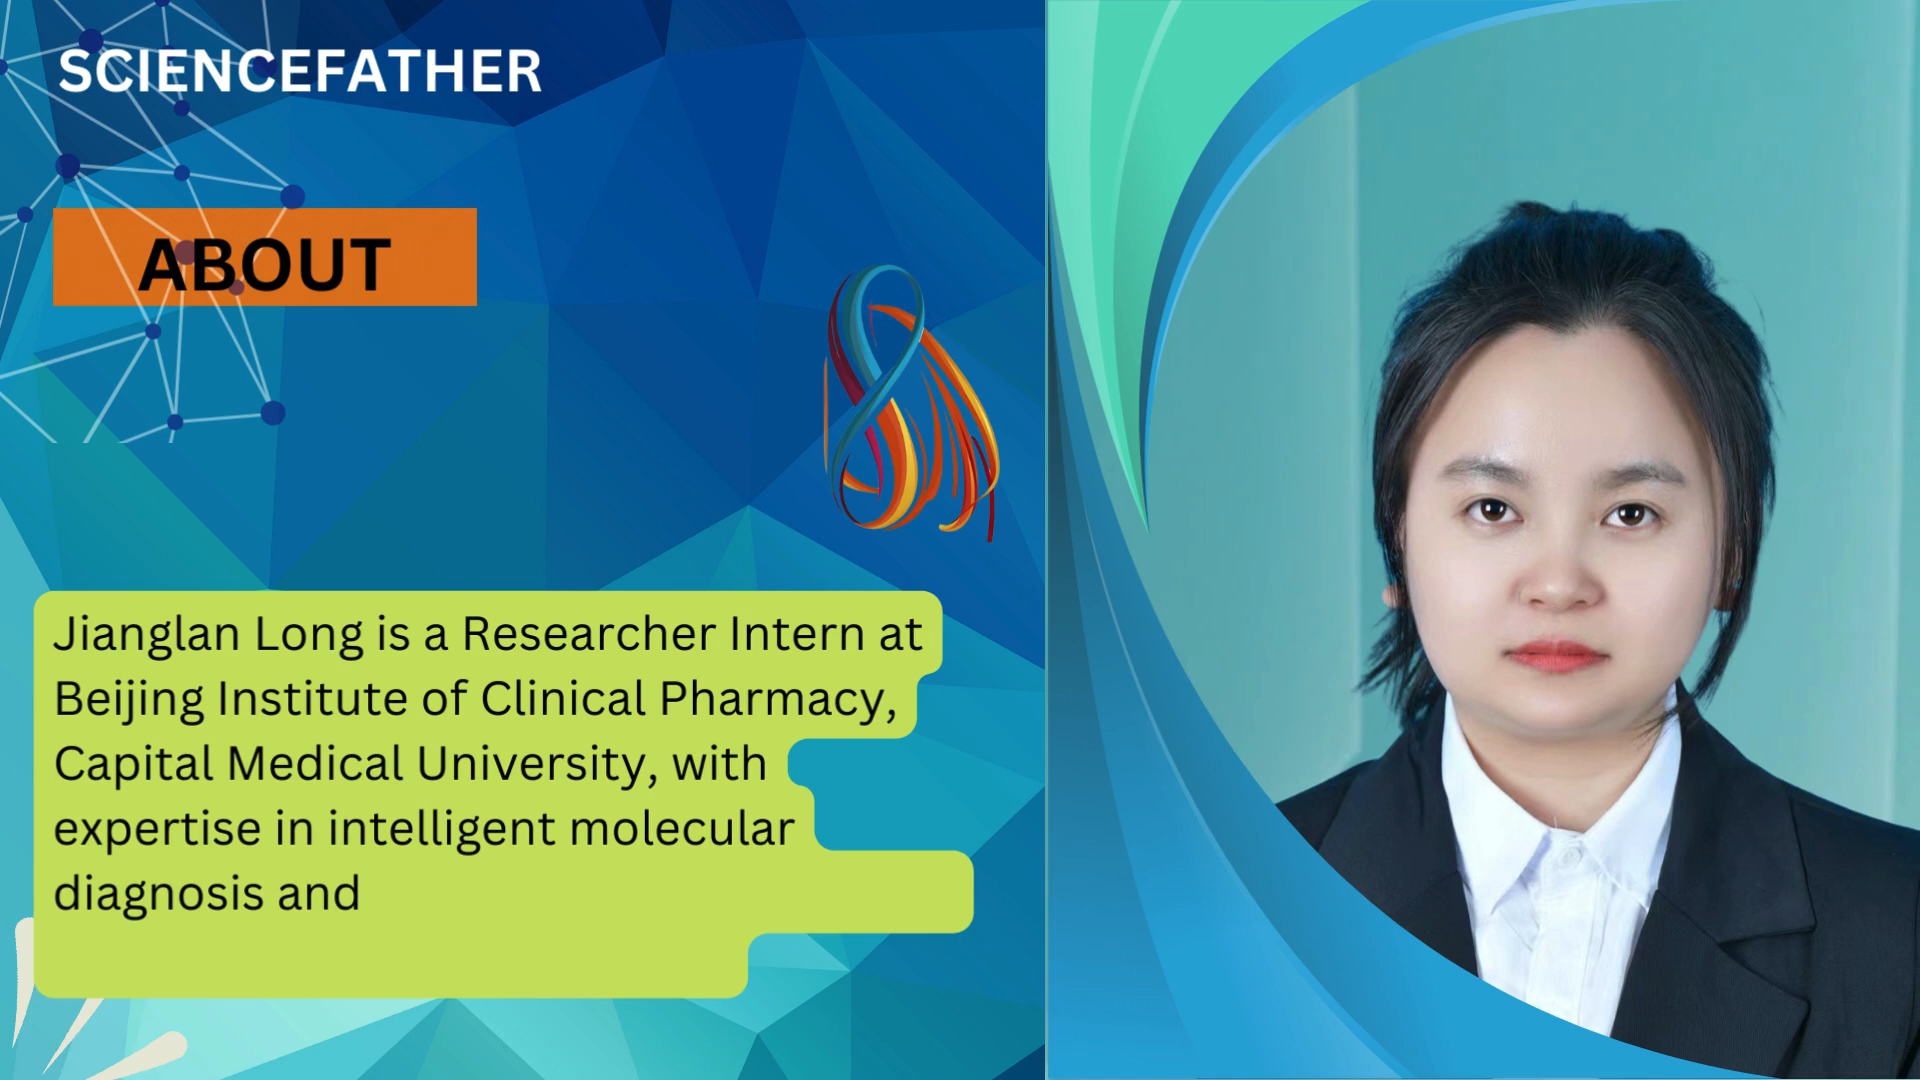 SCIENCEFATHER
ABOUT
Jianglan Long is a Researcher Intern at
Beijing Institute of Clinical Pharmacy,
Capital Medical University, with
expertise in intelligent molecular
diagnosis and